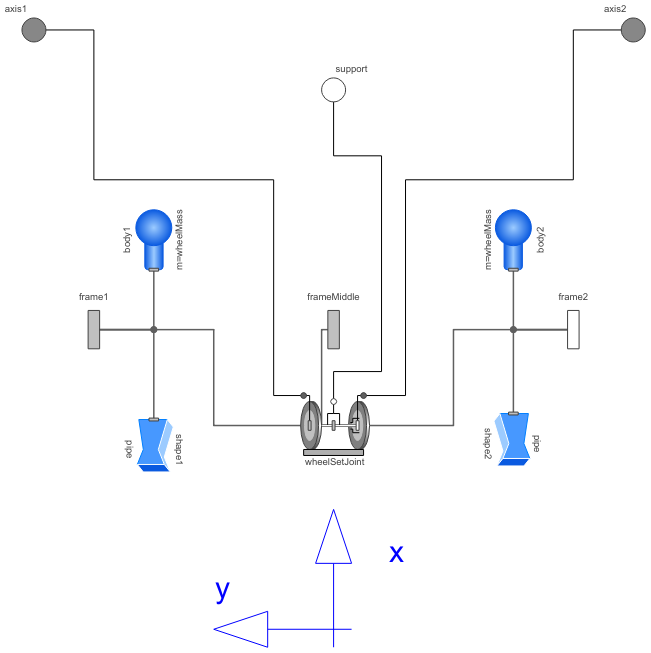 axis1
axis2
support
body1
m=wheelMass
m=wheelMass
body2
frame1
frameMiddle
frame2
pipe
shape1
shape2
pipe
wheelSetJoint
x
y